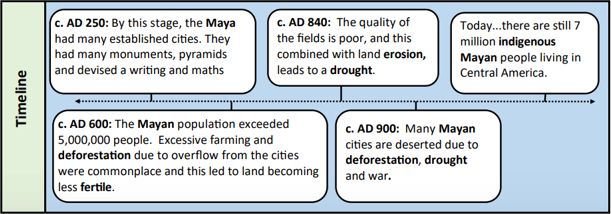 Timeline
c. AD 250: By this stage, the Maya
had many established cities. They
had many monuments, pyramids
and devised a writing and maths
c. AD 840: The quality of
the fields is poor, and this
combined with land erosion,
leads to a drought.
Today...there are still 7
million indigenous
Mayan people living in
Central America.
c. AD 600: The Mayan population exceeded
5,000,000 people. Excessive farming and
deforestation due to overflow from the cities
were commonplace and this led to land becoming
less fertile.
c. AD 900: Many Mayan
cities are deserted due to
deforestation, drought
and war.